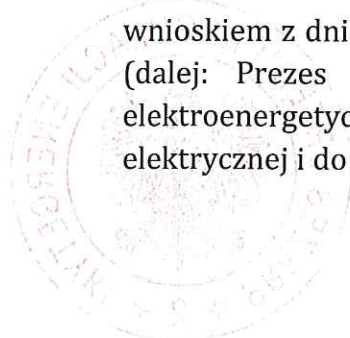 wnioskiem z dni
(dalej: Prezes
elektroenergetyc
elektrycznej i do